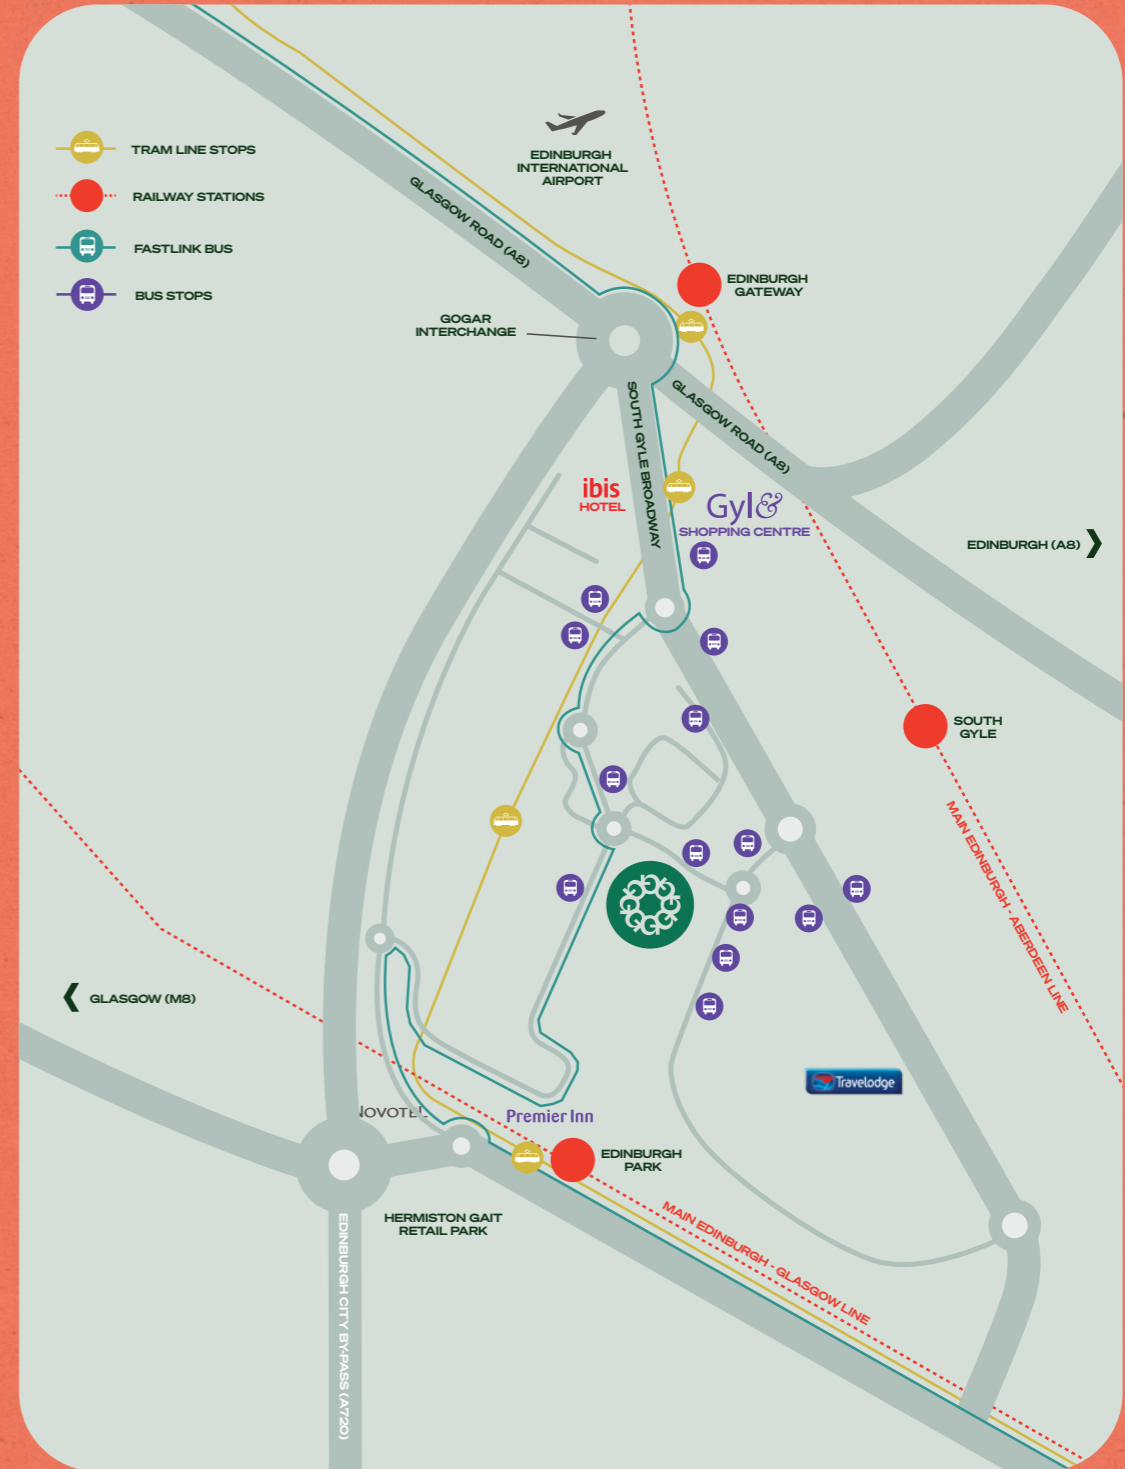 TRAM LINE STOPS
RAILWAY STATIONS
FASTLINK BUS
BUS STOPS
EDINBURGH
INTERNATIONAL
AIRPORT
GLASGOW ROAD (A8)
EDINBURGH
GATEWAY
GOGAR
INTERCHANGE
SOUTH GYLE BROADWAY
GLASGOW ROAD (A8)
ibis
HOTEL
Gyl&
SHOPPING CENTRE
EDINBURGH (A8)
SOUTH
GYLE
MAIN EDINBURGH - ABERDEEN LINE
GLASGOW (M8)
Travelodge
NOVOTEL
Premier Inn
EDINBURGH
PARK
HERMISTON GAIT
RETAIL PARK
MAIN EDINBURGH - GLASGOW LINE
EDINBURGH CITY BY-PASS (A720)